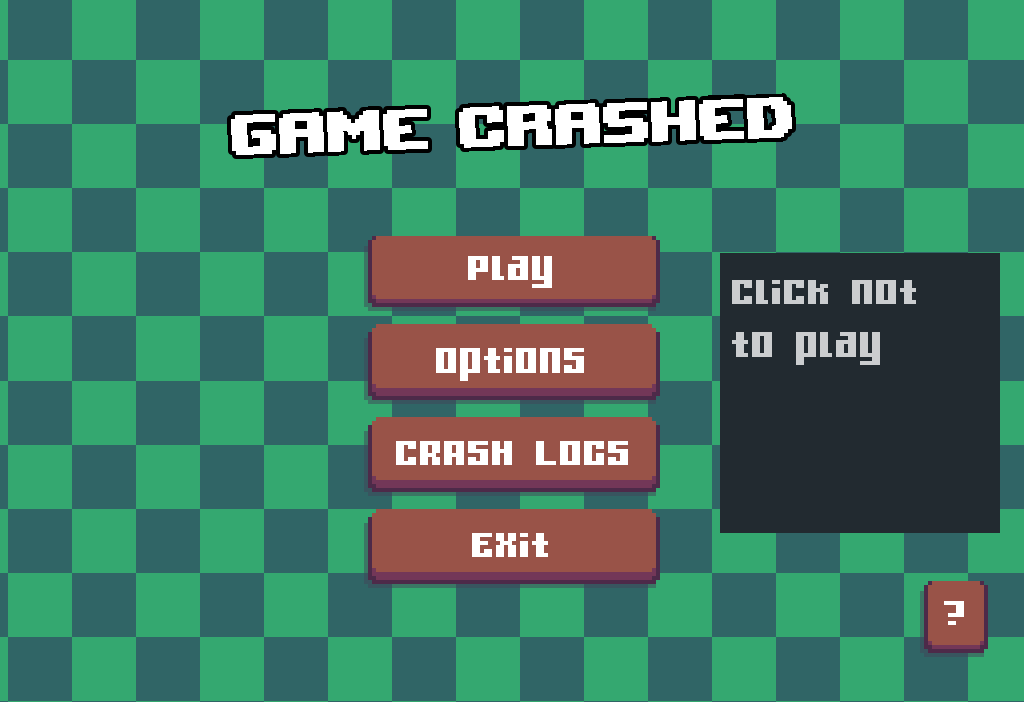 GAME CRASHED
Play
Options
CRASH LOGS
Exit
Click not
to play
?